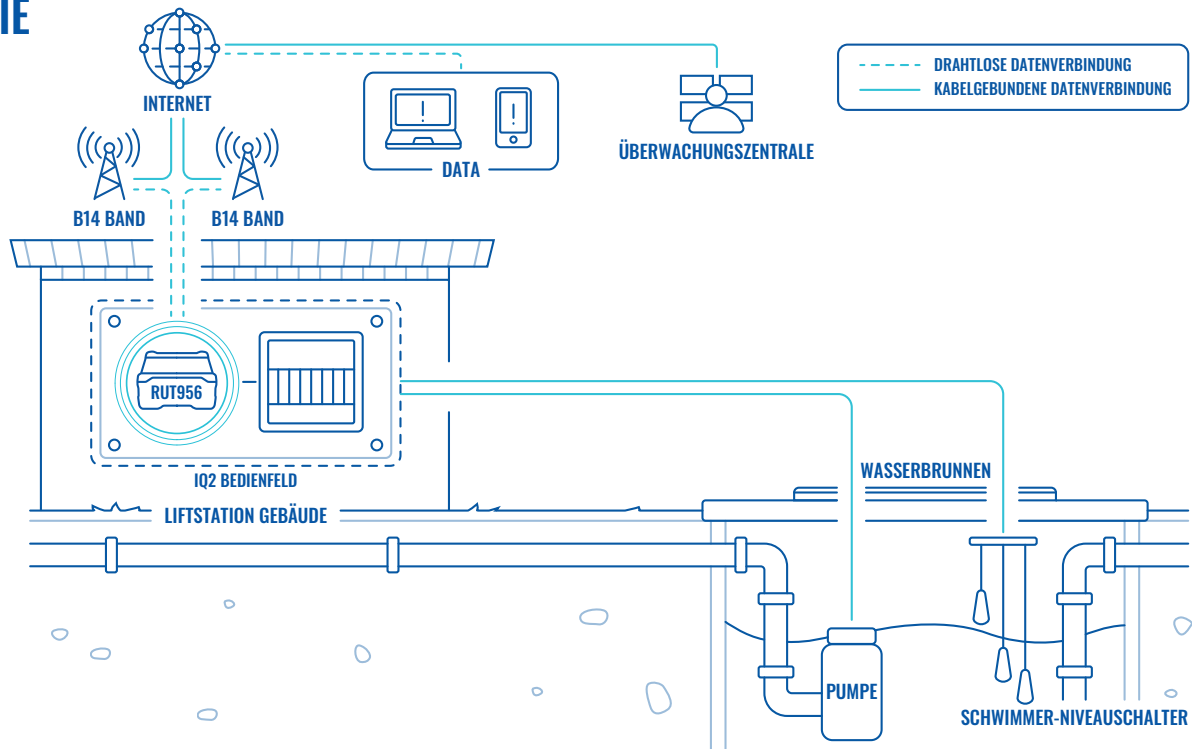 IE
INTERNET
DRAHTLOSE DATENVERBINDUNG
KABELGEBUNDENE DATENVERBINDUNG
DATA
ÜBERWACHUNGSZENTRALE
B14 BAND
B14 BAND
RUT956
IQ2 BEDIENFELD
LIFTSTATION GEBÄUDE
WASSERBRUNNEN
PUMPE
SCHWIMMER-NIVEAUSCHALTER